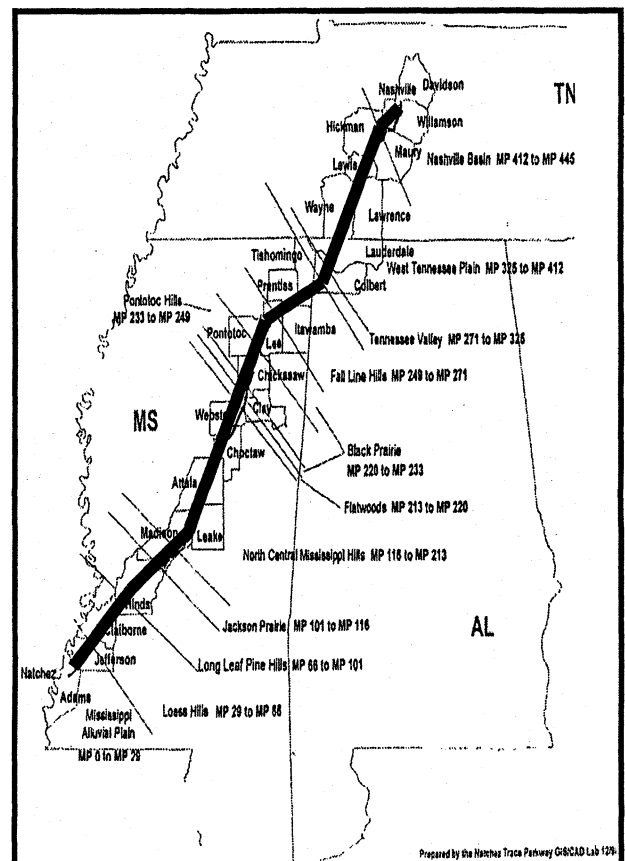 Nashville
Davidson
TN
Hickman
Williamson
Maury
Nashville Basin MP 412 to MP 445
Lewis
Wayne
Lawrence
Lauderdale
Tishomingo
West Tennessee Plain MP 325 to MP 412
Prentiss
Colbert
Pontotoc Hills
MP 233 to MP 249
Itawamba
Pontotoc
Lee
Tennessee Valley MP 271 to MP 325
Chickasaw
Fall Line Hills MP 249 to MP 271
MS
Webster
Clay
Choctaw
Black Prairie
MP 220 to MP 233
Attala
Flatwoods MP 213 to MP 220
Madison
Leake
North Central Mississippi Hills MP 116 to MP 213
Hinds
Jackson Prairie MP 101 to MP 116
AL
Claiborne
Jefferson
Long Leaf Pine Hills MP 66 to MP 101
Natchez
Adams
Loess Hills MP 29 to MP 66
Mississippi
Alluvial Plain
MP 0 to MP 29
Prepared by the Natchez Trace Parkway GIS/CAD Lab